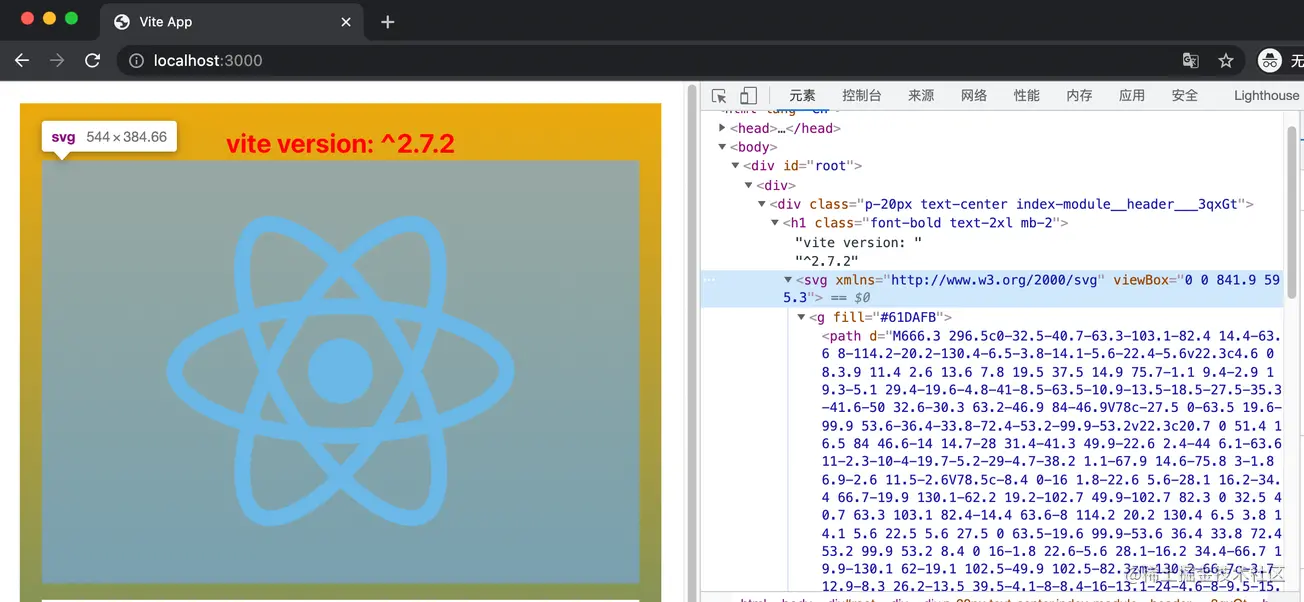 Vite App
localhost:3000
无
svg 544 × 384.66
vite version: ^2.7.2
元素 控制台 来源 网络 性能 内存 应用 安全 Lighthouse
<head>…</head>
<body>
<div id="root">
<div>
<div class="p-20px text-center index-module__header___3qxGt">
<h1 class="font-bold text-2xl mb-2">
"vite version: "
"^2.7.2"
<svg xmlns="http://www.w3.org/2000/svg" viewBox="0 0 841.9 59
5.3"> == $0
<g fill="#61DAFB">
<path d="M666.3 296.5c0-32.5-40.7-63.3-103.1-82.4 14.4-63.
6 8-114.2-20.2-130.4-6.5-3.8-14.1-5.6-22.4-5.6v22.3c4.6 0
8.3.9 11.4 2.6 13.6 7.8 19.5 37.5 14.9 75.7-1.1 9.4-2.9 1
9.3-5.1 29.4-19.6-4.8-41-8.5-63.5-10.9-13.5-18.5-27.5-35.3
-41.6-50 32.6-30.3 63.2-46.9 84-46.9V78c-27.5 0-63.5 19.6-
99.9 53.6-36.4-33.8-72.4-53.2-99.9-53.2v22.3c20.7 0 51.4 1
6.5 84 46.6-14 14.7-28 31.4-41.3 49.9-22.6 2.4-44 6.1-63.6
11-2.3-10-4-19.7-5.2-29-4.7-38.2 1.1-67.9 14.6-75.8 3-1.8
6.9-2.6 11.5-2.6V78.5c-8.4 0-16 1.8-22.6 5.6-28.1 16.2-34.
4 66.7-19.9 130.1-62.2 19.2-102.7 49.9-102.7 82.3 0 32.5 4
0.7 63.3 103.1 82.4-14.4 63.6-8 114.2 20.2 130.4 6.5 3.8 1
4.1 5.6 22.5 5.6 27.5 0 63.5-19.6 99.9-53.6 36.4 33.8 72.4
53.2 99.9 53.2 8.4 0 16-1.8 22.6-5.6 28.1-16.2 34.4-66.7 1
9.9-130.1 62-19.1 102.5-49.9 102.5-82.3zm-130.2-66.7c-3.7
12.9-8.3 26.2-13.5 39.5-4.1-8-8.4-16-13.1-24-4.6-8-9.5-15.
@稀土掘金技术社区